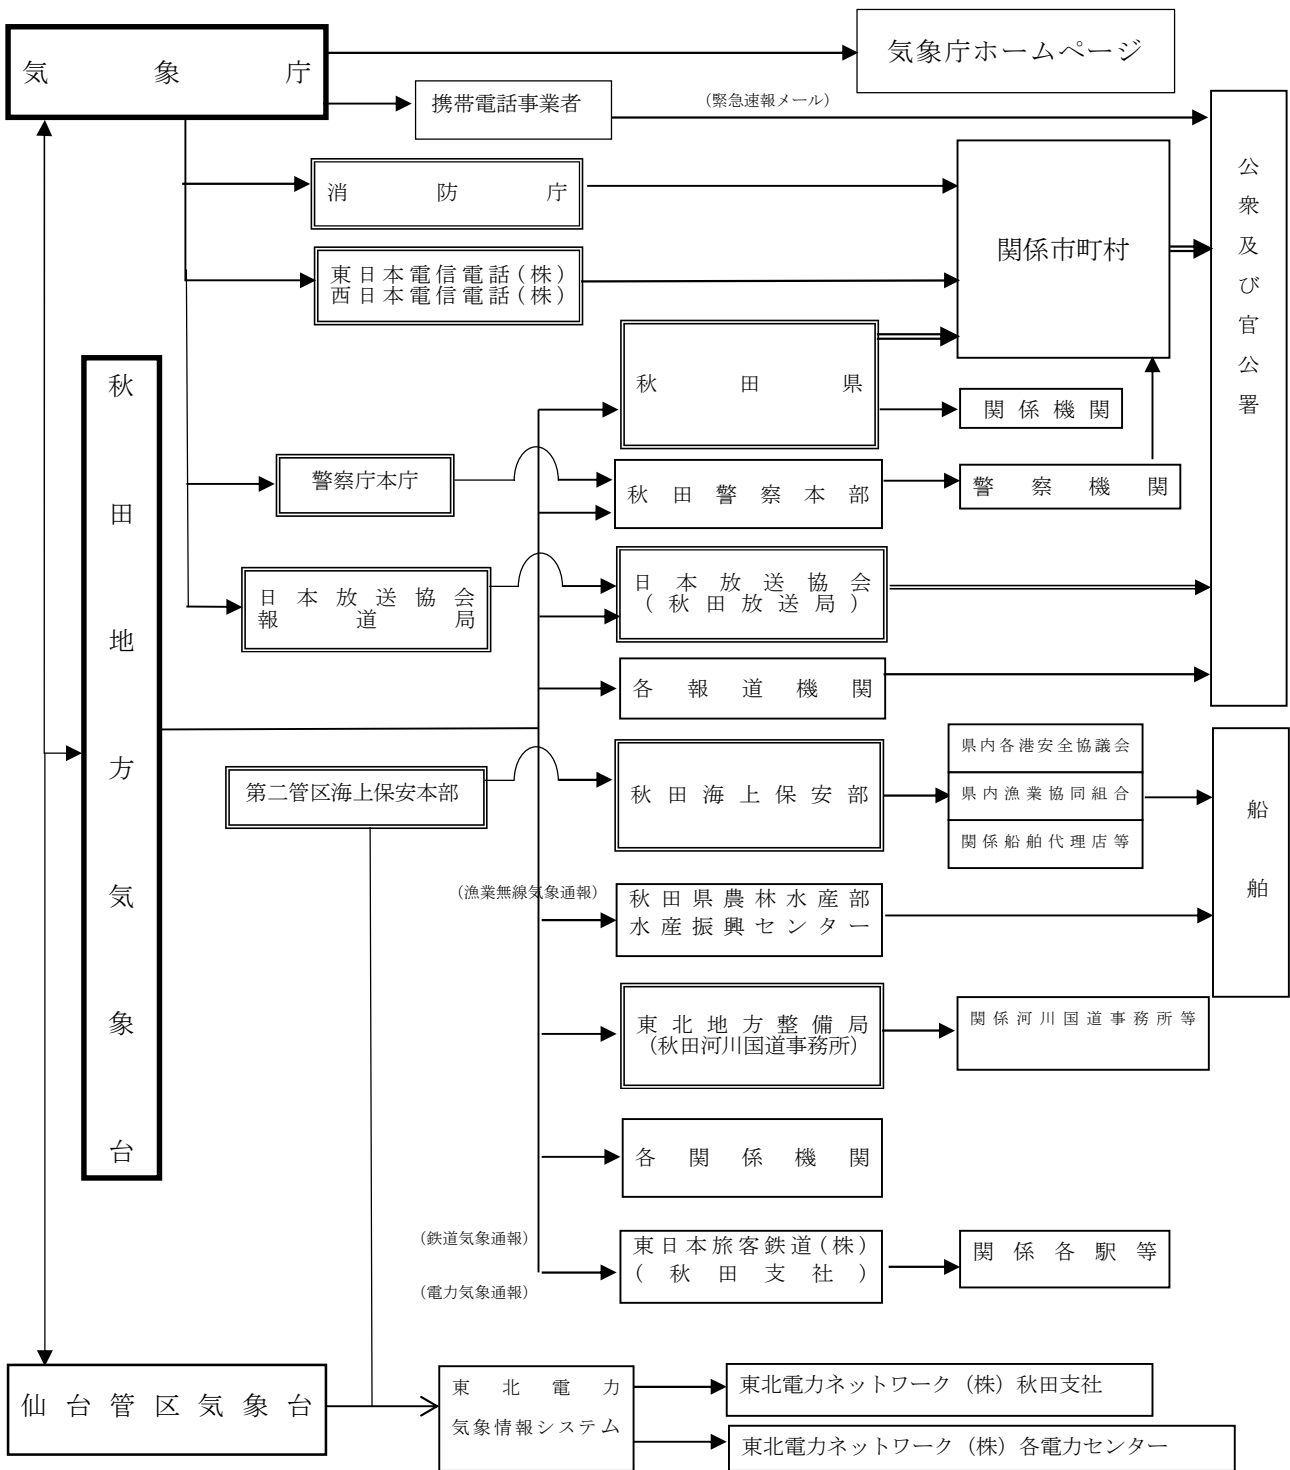 気象庁
気象庁ホームページ
携帯電話事業者
（緊急速報メール）
公衆及び官公署
消防庁
関係市町村
東日本電信電話(株)
西日本電信電話(株)
秋田地方気象台
秋田県
関係機関
警察庁本庁
秋田警察本部
警察機関
日本放送協会
報道局
日本放送協会
（秋田放送局）
各報道機関
第二管区海上保安本部
秋田海上保安部
県内各港安全協議会
県内漁業協同組合
関係船舶代理店等
船舶
（漁業無線気象通報）
秋田県農林水産部
水産振興センター
東北地方整備局
（秋田河川国道事務所）
関係河川国道事務所等
各関係機関
（鉄道気象通報）
東日本旅客鉄道(株)
（秋田支社）
関係各駅等
（電力気象通報）
仙台管区気象台
東北電力
気象情報システム
東北電力ネットワーク（株）秋田支社
東北電力ネットワーク（株）各電力センター